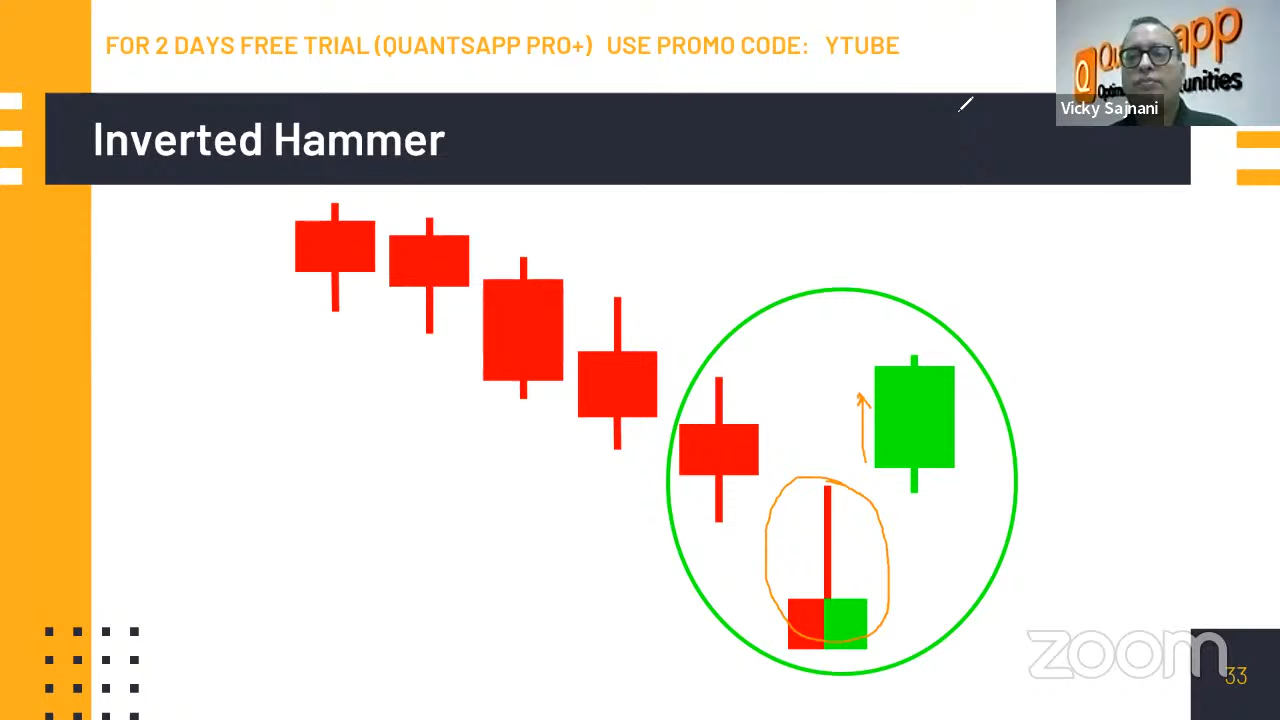 FOR 2 DAYS FREE TRIAL (QUANTSAPP PRO+) USE PROMO CODE: YTUBE
Vicky Sajnani
Inverted Hammer
zoom
33